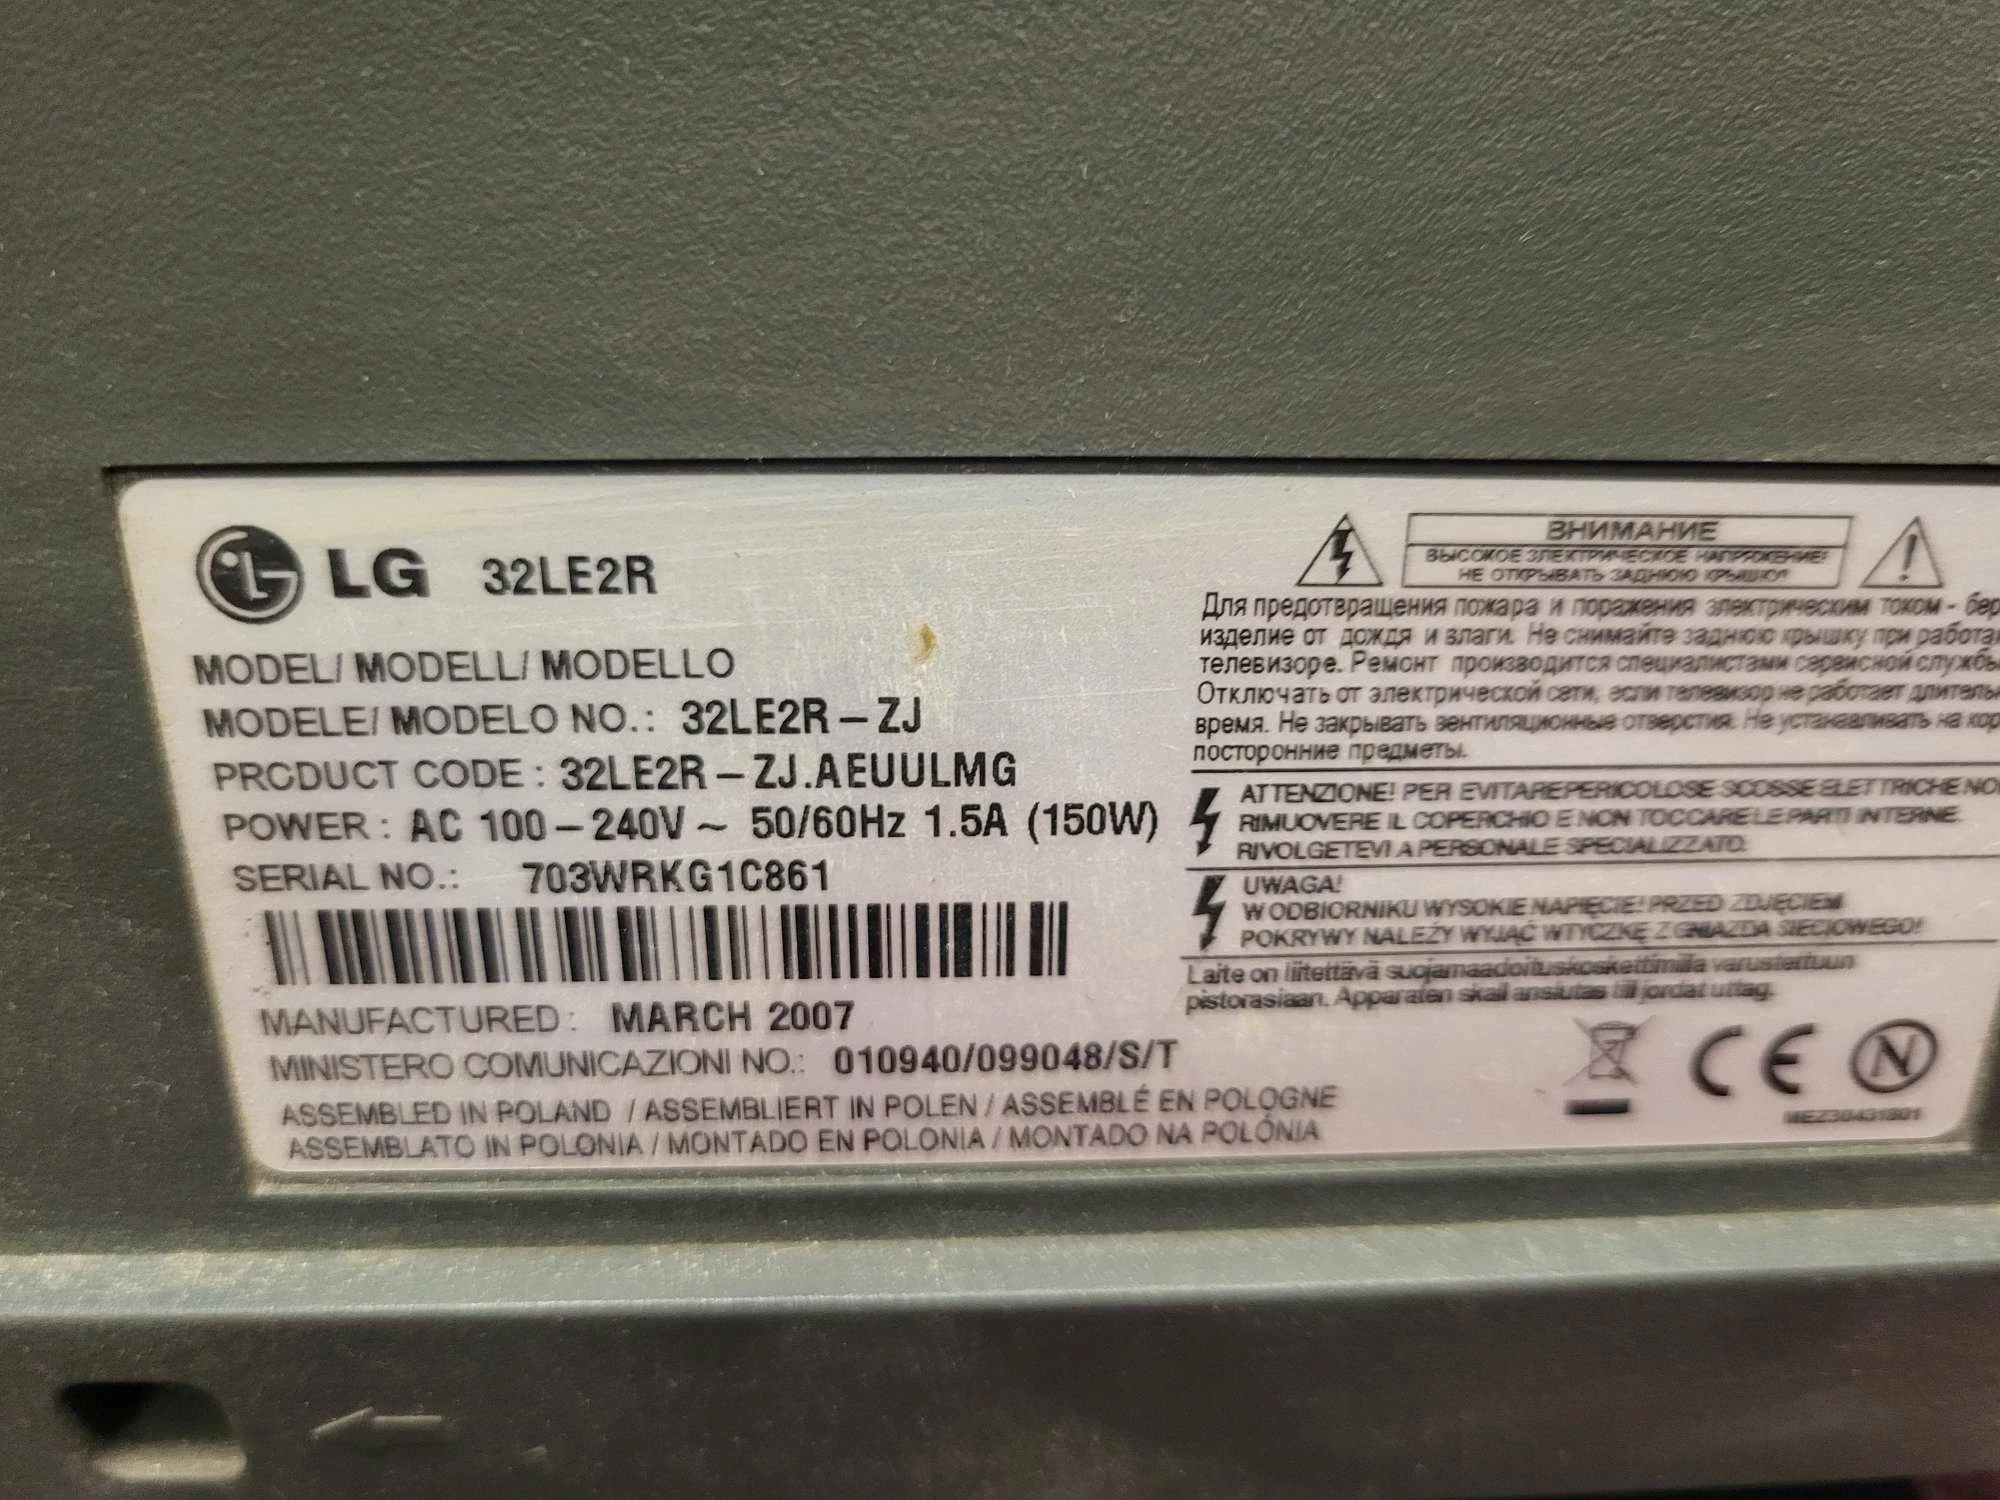 LG 32LE2R
MODEL/ MODELL/ MODELLO
MODELE/ MODELO NO.: 32LE2R – ZJ
PRODUCT CODE : 32LE2R – ZJ.AEUULMG
POWER : AC 100 – 240V ~ 50/60Hz 1.5A (150W)
SERIAL NO.: 703WRKG1C861
MANUFACTURED : MARCH 2007
MINISTERO COMUNICAZIONI NO.: 010940/099048/S/T
ASSEMBLED IN POLAND / ASSEMBLIERT IN POLEN / ASSEMBLÉ EN POLOGNE
ASSEMBLATO IN POLONIA / MONTADO EN POLONIA / MONTADO NA POLÓNIA
ВНИМАНИЕ
ВЫСОКОЕ ЭЛЕКТРИЧЕСКОЕ НАПРЯЖЕНИЕ!
НЕ ОТКРЫВАТЬ ЗАДНЮЮ КРЫШКУ!
Для предотвращения пожара и поражения электрическим током - бер
изделие от дождя и влаги. Не снимайте заднюю крышку при работа
телевизоре. Ремонт производится специалистами сервисной службы
Отключать от электрической сети, если телевизор не работает длитель
время. Не закрывать вентиляционные отверстия. Не устанавливать на кор
посторонние предметы.
ATTENZIONE! PER EVITARE PERICOLOSE SCOSSE ELETTRICHE NO
RIMUOVERE IL COPERCHIO E NON TOCCARE LE PARTI INTERNE.
RIVOLGETEVI A PERSONALE SPECIALIZZATO.
UWAGA!
W ODBIORNIKU WYSOKIE NAPIĘCIE! PRZED ZDJĘCIEM
POKRYWY NALEŻY WYJĄĆ WTYCZKĘ Z GNIAZDA SIECIOWEGO!
Laite on liitettävä suojamaadoituskoskettimilla varustettuun
pistorasiaan. Apparaten skall anslutas till jordat uttag.
CE N
MEZ30431801